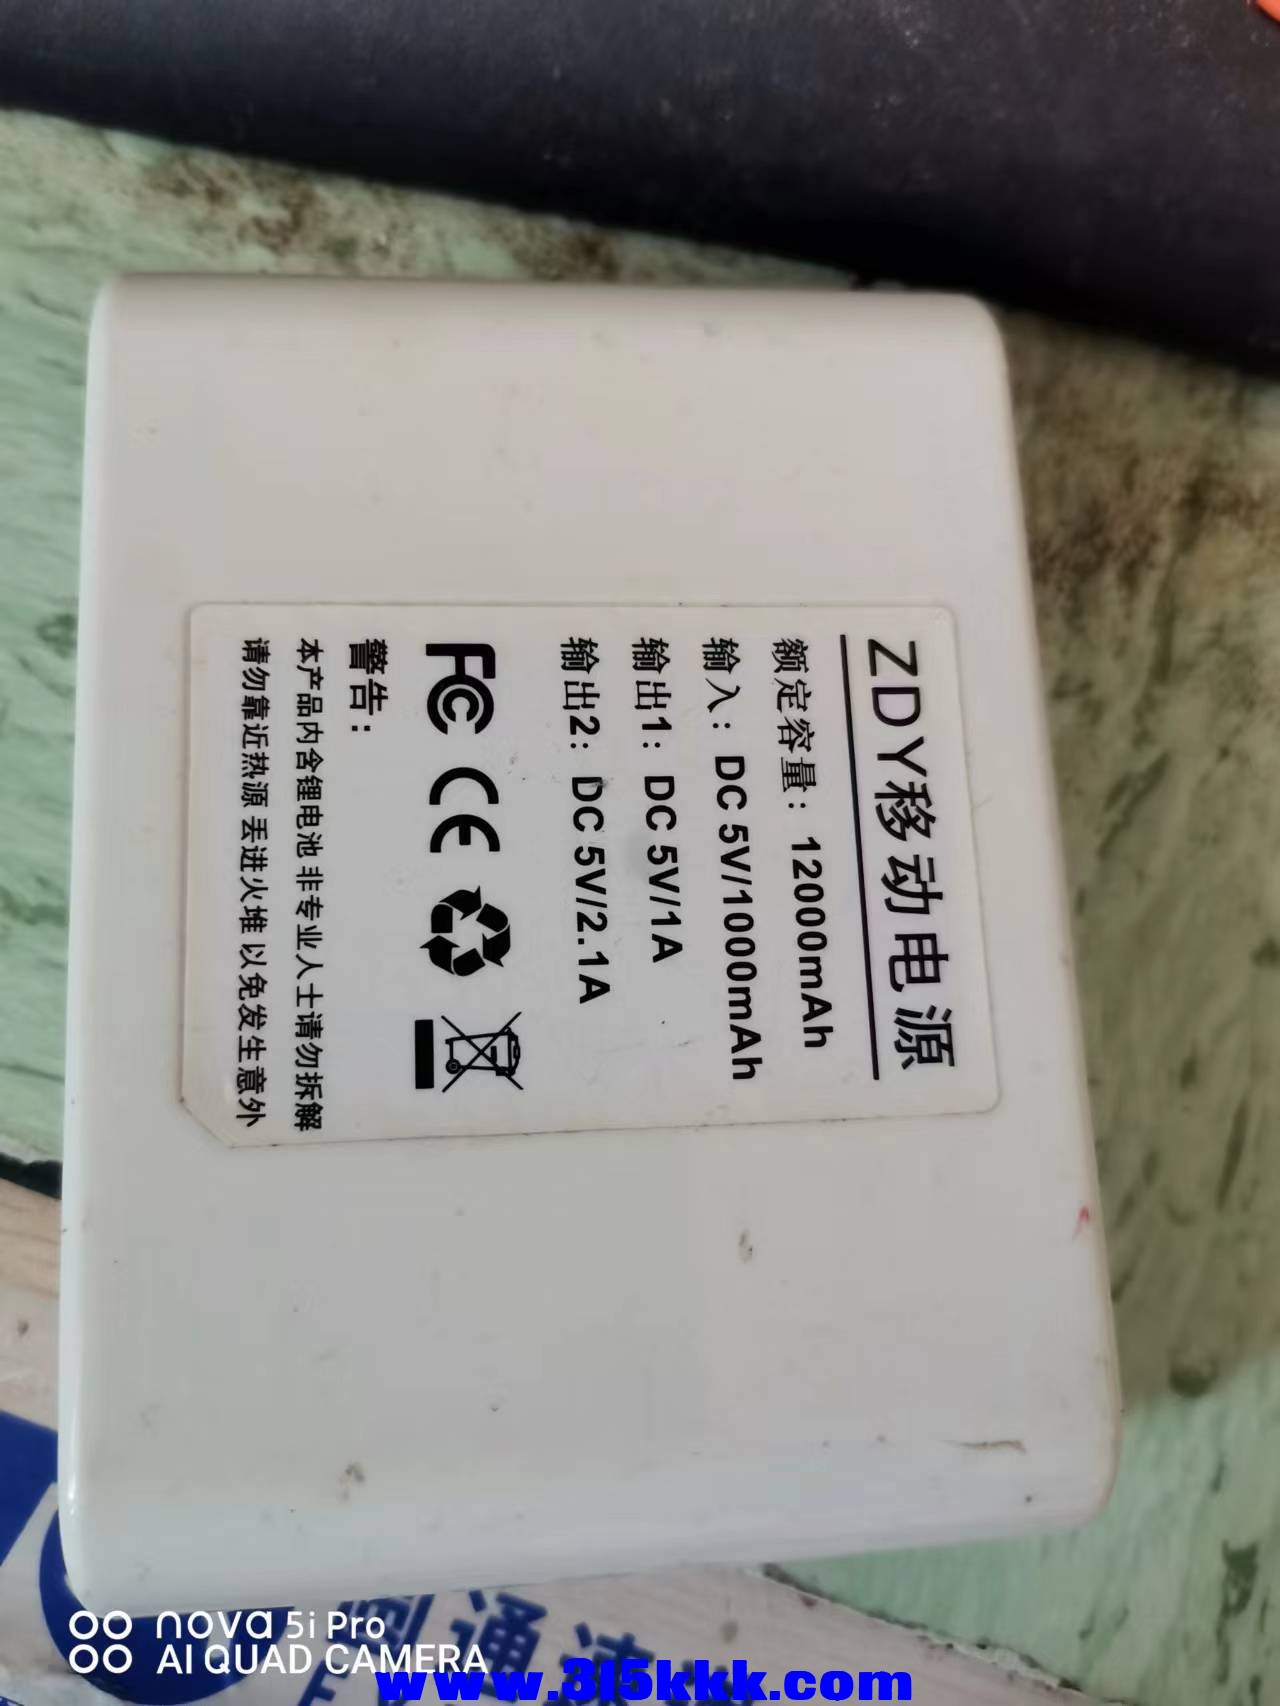 ZDY移动电源
额定容量：12000mAh
输入：DC 5V/1000mAh
输出1：DC 5V/1A
输出2：DC 5V/2.1A
FC CE
警告：
本产品内含锂电池 非专业人士请勿拆解
请勿靠近热源 丢进火堆 以免发生意外
nova 5i Pro
AI QUAD CAMERA
www.315kkk.com